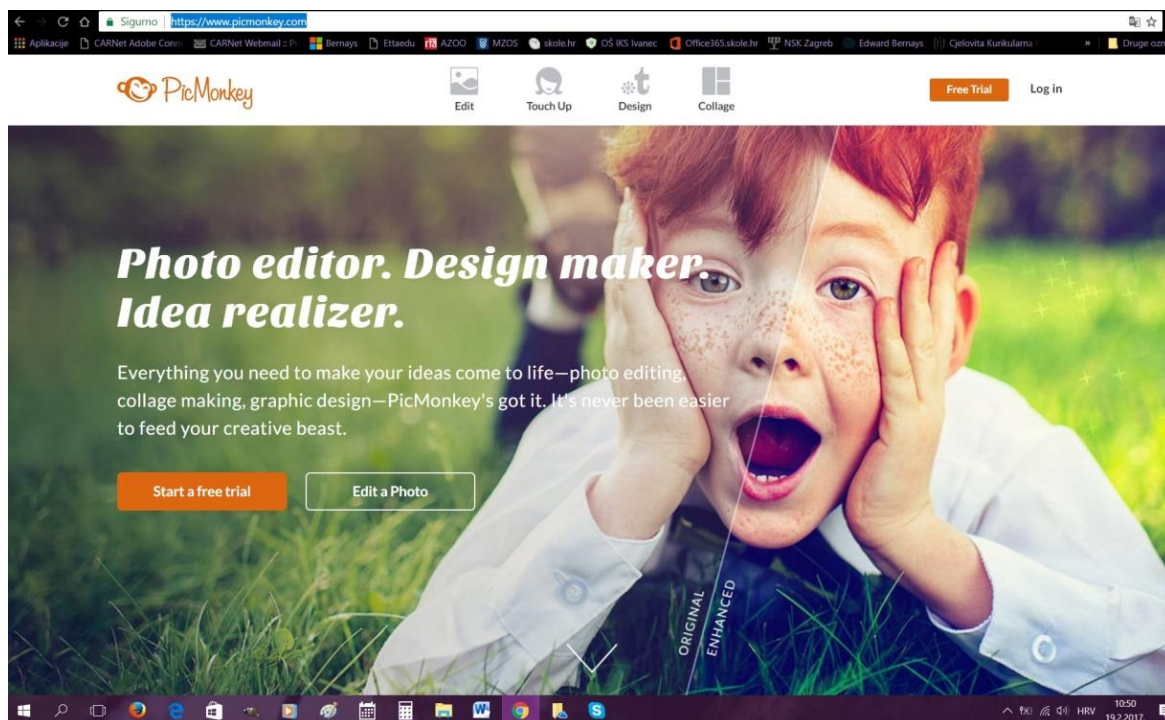 Sigurno https://www.picmonkey.com
Aplikacije CARNet Adobe Conn CARNet Webmail :: Pr Bernays Ettaedu AZOO MZOS skole.hr OŠ IKS Ivanec Office365.skole.hr NSK Zagreb Edward Bernays Cjelovita Kurikularna » Druge ozn
PicMonkey
Edit Touch Up Design Collage
Free Trial Log in
Photo editor. Design maker.
Idea realizer.
Everything you need to make your ideas come to life—photo editing,
collage making, graphic design—PicMonkey's got it. It's never been easier
to feed your creative beast.
Start a free trial Edit a Photo
ORIGINAL
ENHANCED
HRV 10:50
19.2.2017.